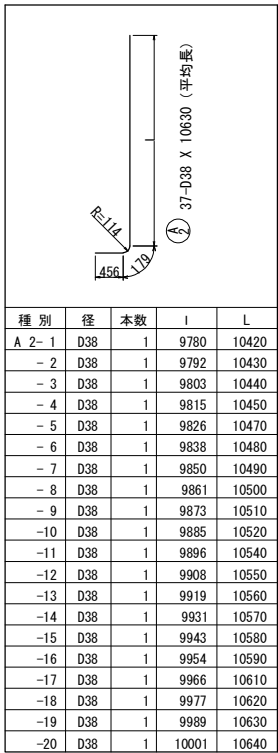 37-D38 X 10630 (平均長)
A2
l
R=114
456
179
種 別 径 本数 l L
A 2- 1 D38 1 9780 10420
- 2 D38 1 9792 10430
- 3 D38 1 9803 10440
- 4 D38 1 9815 10450
- 5 D38 1 9826 10470
- 6 D38 1 9838 10480
- 7 D38 1 9850 10490
- 8 D38 1 9861 10500
- 9 D38 1 9873 10510
-10 D38 1 9885 10520
-11 D38 1 9896 10540
-12 D38 1 9908 10550
-13 D38 1 9919 10560
-14 D38 1 9931 10570
-15 D38 1 9943 10580
-16 D38 1 9954 10590
-17 D38 1 9966 10610
-18 D38 1 9977 10620
-19 D38 1 9989 10630
-20 D38 1 10001 10640